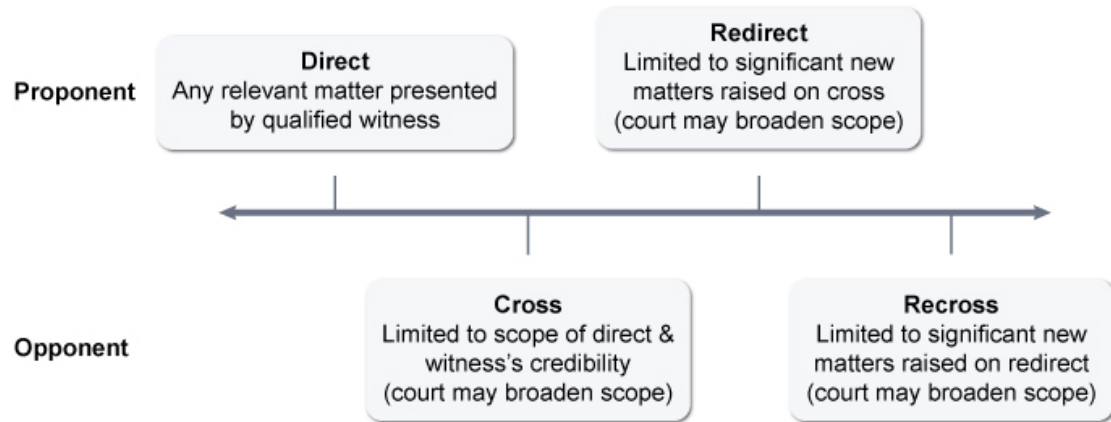 Proponent
Direct
Any relevant matter presented
by qualified witness
Redirect
Limited to significant new
matters raised on cross
(court may broaden scope)
Opponent
Cross
Limited to scope of direct &
witness's credibility
(court may broaden scope)
Recross
Limited to significant new
matters raised on redirect
(court may broaden scope)